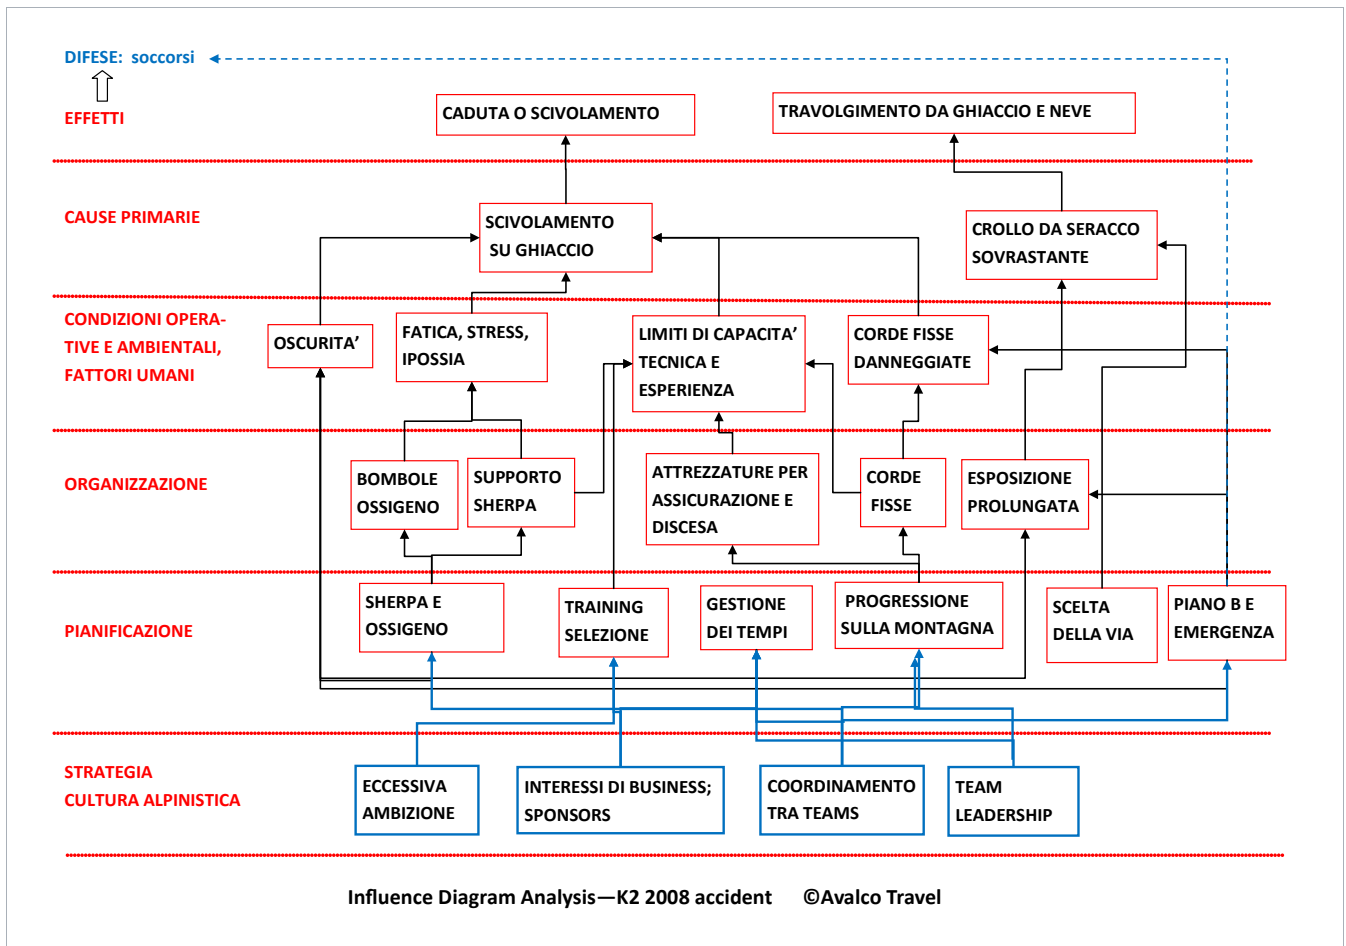 DIFESE:  soccorsi
EFFETTI
CADUTA O SCIVOLAMENTO
TRAVOLGIMENTO DA GHIACCIO E NEVE
CAUSE PRIMARIE
SCIVOLAMENTO
SU GHIACCIO
CROLLO DA SERACCO
SOVRASTANTE
CONDIZIONI OPERA-
TIVE E AMBIENTALI,
FATTORI UMANI
OSCURITA’
FATICA, STRESS,
IPOSSIA
LIMITI DI CAPACITA’
TECNICA E
ESPERIENZA
CORDE FISSE
DANNEGGIATE
ORGANIZZAZIONE
BOMBOLE
OSSIGENO
SUPPORTO
SHERPA
ATTREZZATURE PER
ASSICURAZIONE E
DISCESA
CORDE
FISSE
ESPOSIZIONE
PROLUNGATA
PIANIFICAZIONE
SHERPA E
OSSIGENO
TRAINING
SELEZIONE
GESTIONE
DEI TEMPI
PROGRESSIONE
SULLA MONTAGNA
SCELTA
DELLA VIA
PIANO B E
EMERGENZA
STRATEGIA
CULTURA ALPINISTICA
ECCESSIVA
AMBIZIONE
INTERESSI DI BUSINESS;
SPONSORS
COORDINAMENTO
TRA TEAMS
TEAM
LEADERSHIP
Influence Diagram Analysis—K2 2008 accident    ©Avalco Travel